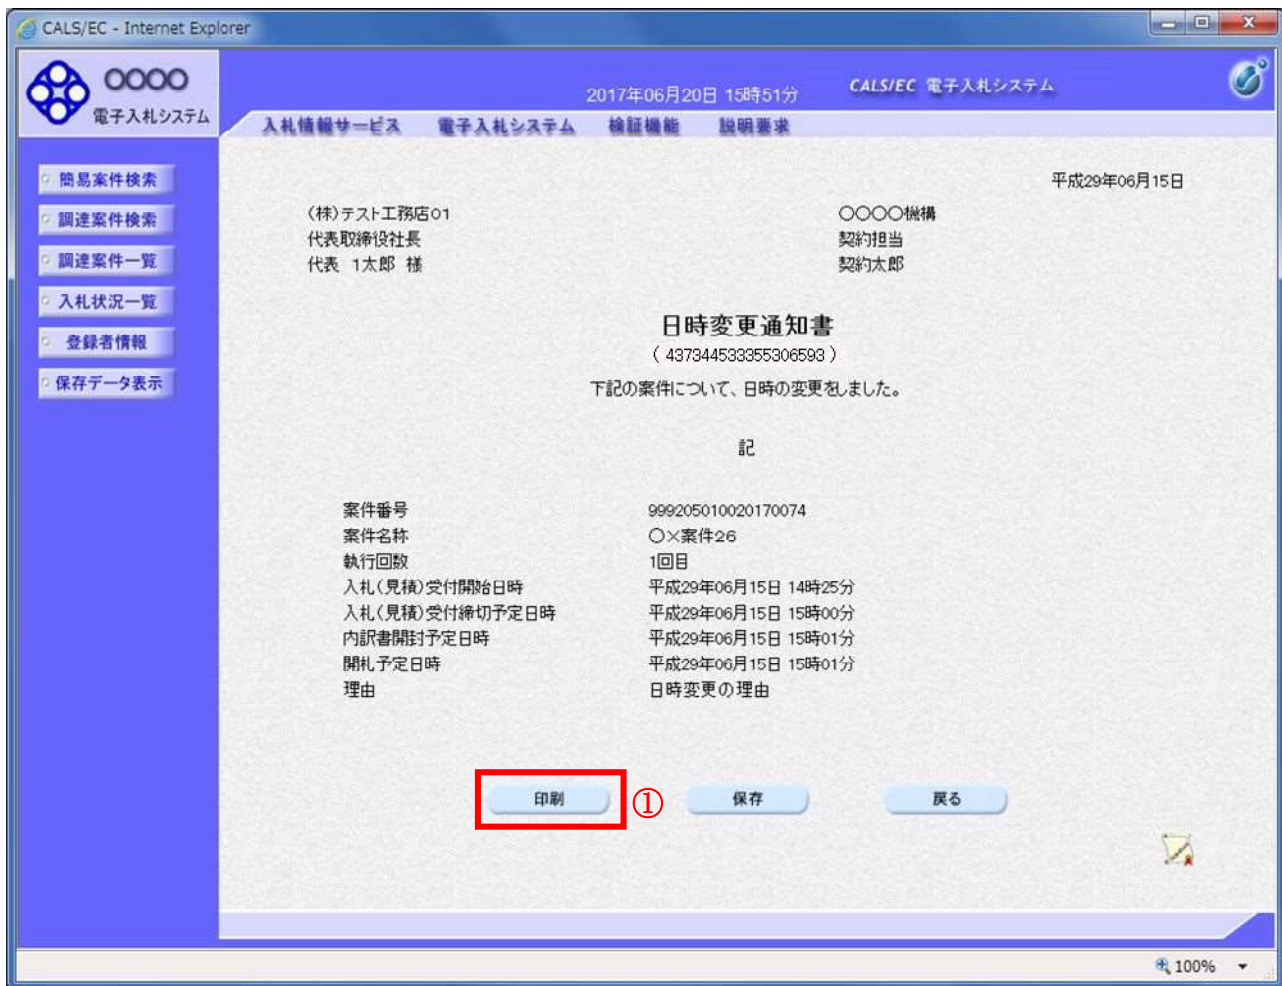 CALS/EC - Internet Explorer
〇〇〇〇
電子入札システム
2017年06月20日 15時51分
CALS/EC 電子入札システム
入札情報サービス 電子入札システム 検証機能 説明要求
簡易案件検索
調達案件検索
調達案件一覧
入札状況一覧
登録者情報
保存データ表示
平成29年06月15日
(株)テスト工務店01
代表取締役社長
代表 1太郎 様
〇〇〇〇機構
契約担当
契約太郎
日時変更通知書
( 437344533355306593 )
下記の案件について、日時の変更をしました。
記
案件番号 999205010020170074
案件名称 〇×案件26
執行回数 1回目
入札(見積)受付開始日時 平成29年06月15日 14時25分
入札(見積)受付締切予定日時 平成29年06月15日 15時00分
内訳書開封予定日時 平成29年06月15日 15時01分
開札予定日時 平成29年06月15日 15時01分
理由 日時変更の理由
印刷 ① 保存 戻る
100%